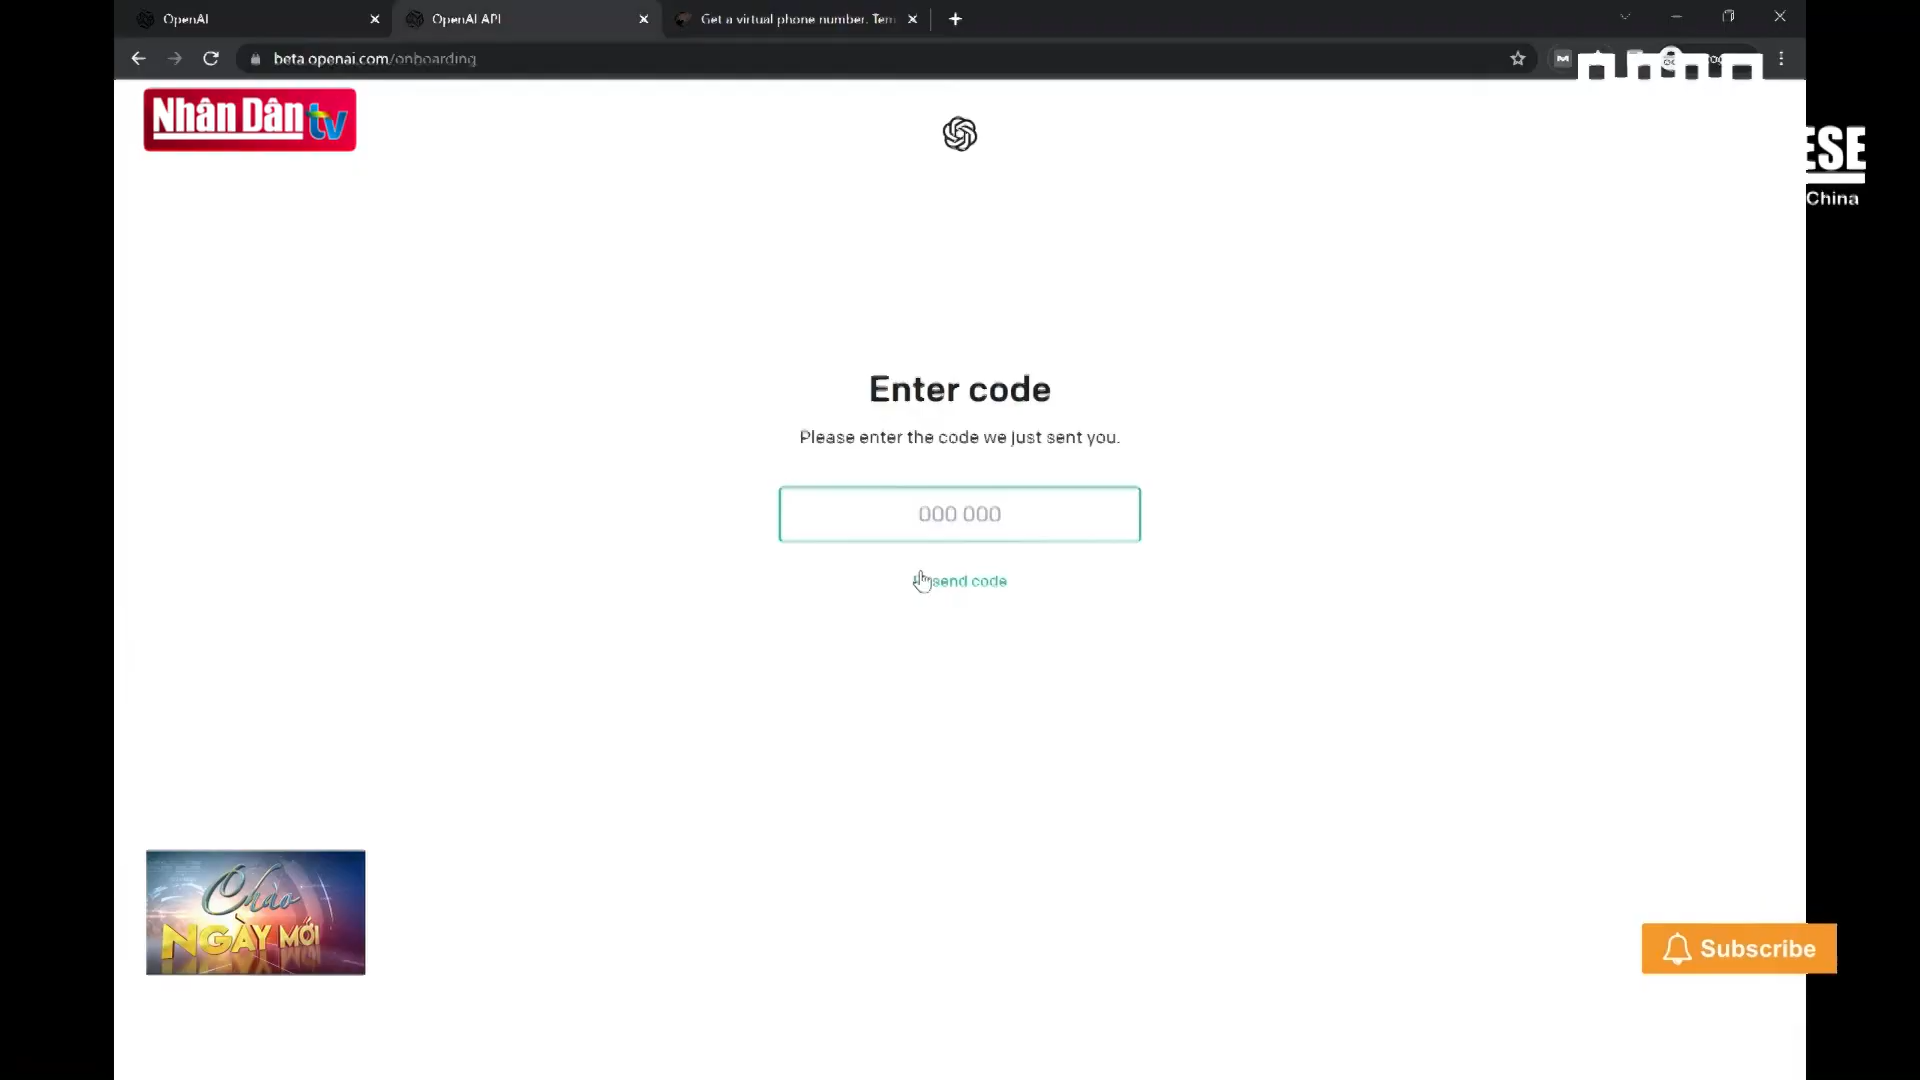 OpenAI
OpenAI API
Get a virtual phone number. Tem
beta.openai.com/onboarding
Nhân Dân tv
ESE
China
Enter code
Please enter the code we just sent you.
000 000
send code
Chào
NGÀY MỚI
Subscribe